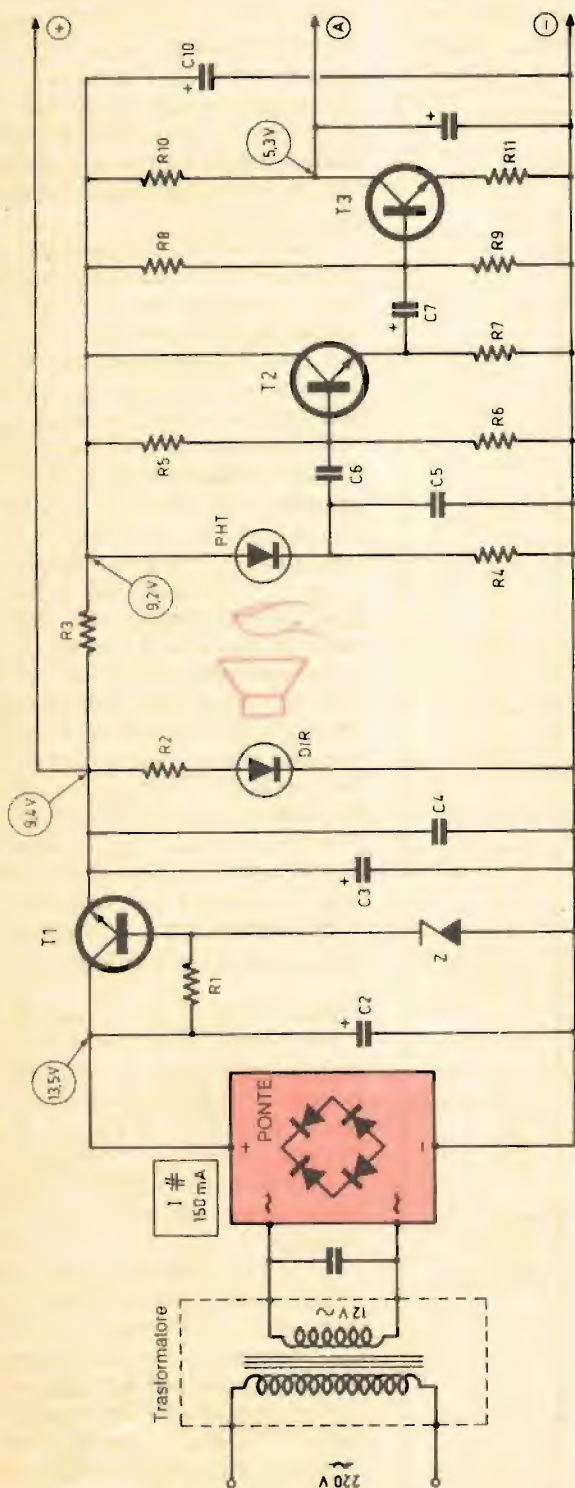 Trasformatore
220 V
12V ~
I #
150 mA
PONTE
~
~
+
-
13,5V
R1
+
C2
T1
Z
+
C3
C4
9,4V
R2
DIR
R3
9,2V
PHT
R4
C5
C6
R5
R6
T2
R7
+
C7
R8
R9
T3
R10
R11
5,3V
+
+
C10
+
A
-